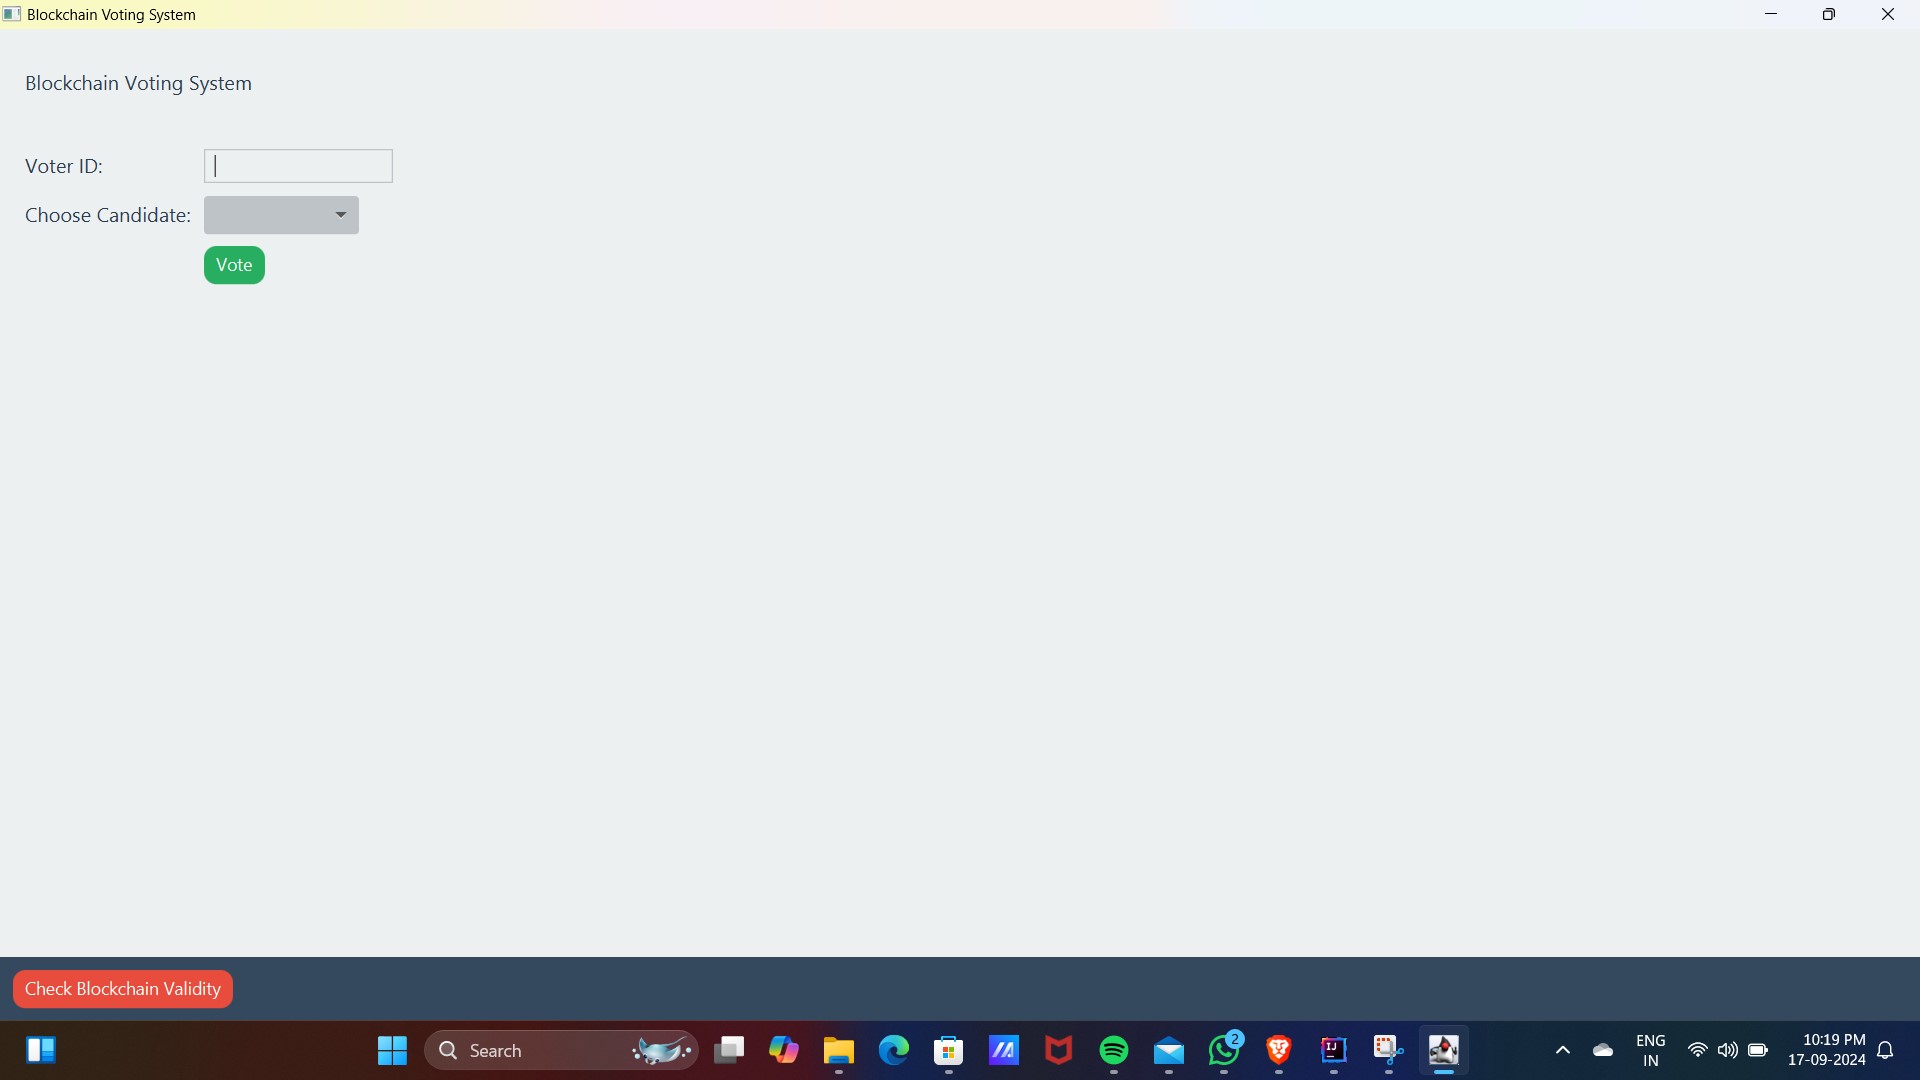 Blockchain Voting System
Blockchain Voting System
Voter ID:
Choose Candidate:
Vote
Check Blockchain Validity
Search
2
IJ
ENG
IN
10:19 PM
17-09-2024